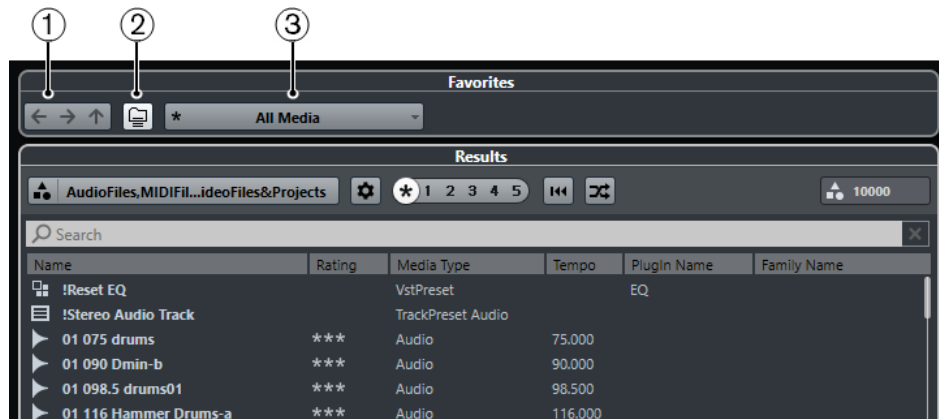 1 2 3
Favorites
* All Media
Results
AudioFiles,MIDIFil...ideoFiles&Projects * 1 2 3 4 5 10000
Search
Name Rating Media Type Tempo PlugIn Name Family Name
!Reset EQ VstPreset EQ
!Stereo Audio Track TrackPreset Audio
01 075 drums *** Audio 75.000
01 090 Dmin-b *** Audio 90.000
01 098.5 drums01 *** Audio 98.500
01 116 Hammer Drums-a *** Audio 116.000